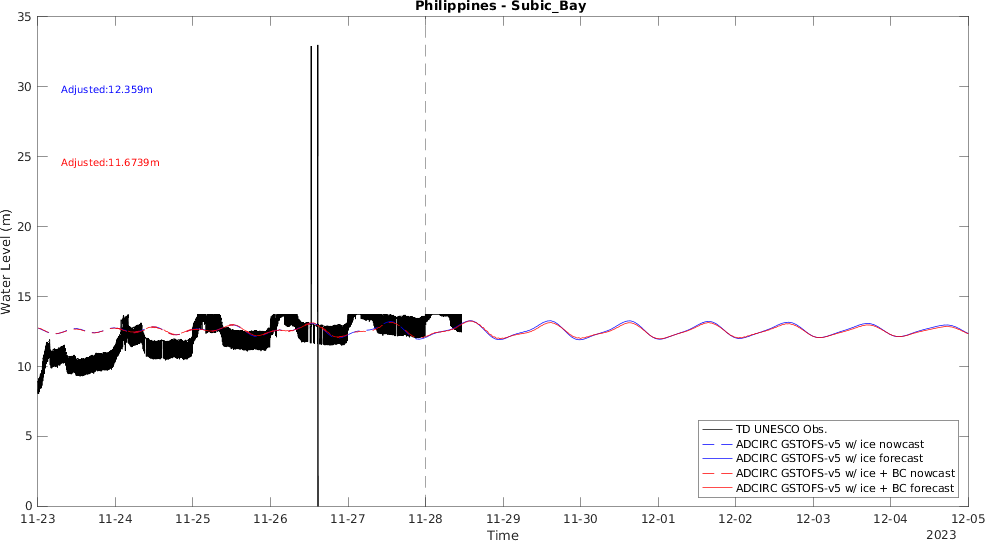 Philippines - Subic_Bay
35
30
25
20
15
10
5
0
Water Level (m)
Adjusted:12.359m
Adjusted:11.6739m
TD UNESCO Obs.
ADCIRC GSTOFS-v5 w/ ice nowcast
ADCIRC GSTOFS-v5 w/ ice forecast
ADCIRC GSTOFS-v5 w/ ice + BC nowcast
ADCIRC GSTOFS-v5 w/ ice + BC forecast
11-23 11-24 11-25 11-26 11-27 11-28 11-29 11-30 12-01 12-02 12-03 12-04 12-05
Time
2023